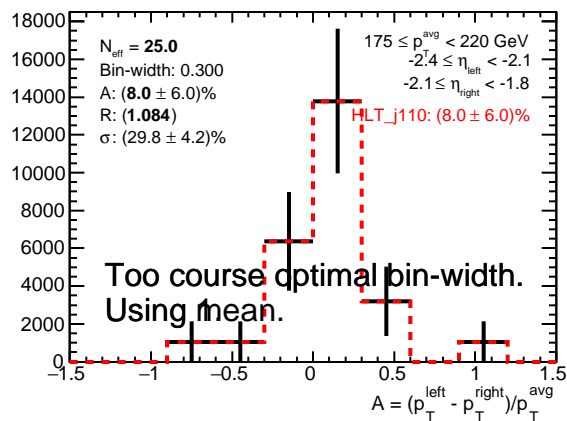 18000
16000
14000
12000
10000
8000
6000
4000
2000
0
N_eff = 25.0
Bin-width: 0.300
A: (8.0 ± 6.0)%
R: (1.084)
σ: (29.8 ± 4.2)%
175 ≤ p_T^avg < 220 GeV
-2.4 ≤ η_left < -2.1
-2.1 ≤ η_right < -1.8
HLT_j110: (8.0 ± 6.0)%
Too course optimal bin-width.
Using mean.
−1.5 −1 −0.5 0 0.5 1 1.5
A = (p_T^left - p_T^right)/p_T^avg